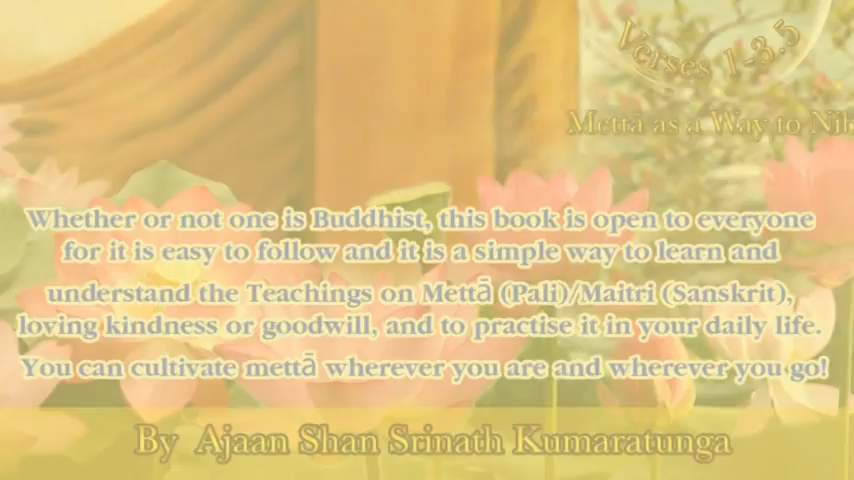 Verses 1-3,5
Mettā as a Way to Nib
Whether or not one is Buddhist, this book is open to everyone
for it is easy to follow and it is a simple way to learn and
understand the Teachings on Mettā (Pali)/Maitri (Sanskrit),
loving kindness or goodwill, and to practise it in your daily life.
You can cultivate mettā wherever you are and wherever you go!
By Ajaan Shan Srinath Kumaratunga